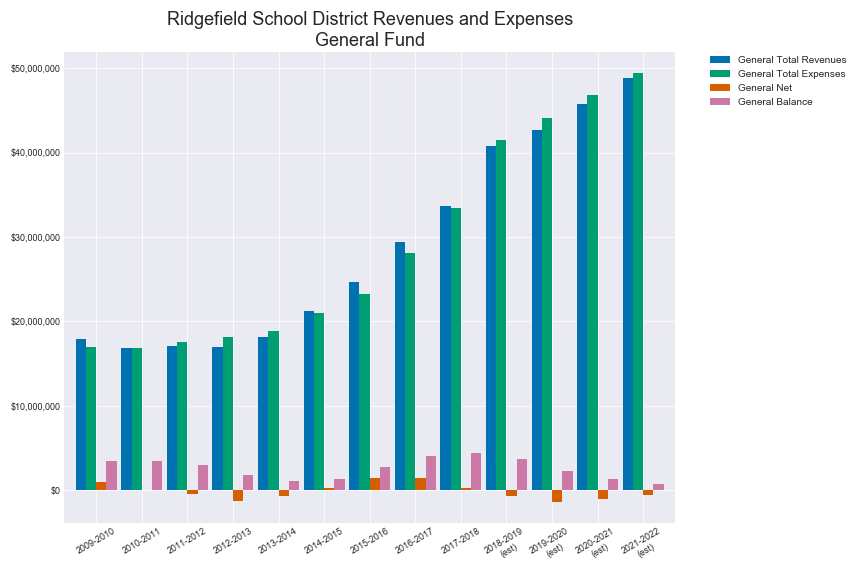 Ridgefield School District Revenues and Expenses
General Fund
General Total Revenues
General Total Expenses
General Net
General Balance
$50,000,000
$40,000,000
$30,000,000
$20,000,000
$10,000,000
$0
2009-2010
2010-2011
2011-2012
2012-2013
2013-2014
2014-2015
2015-2016
2016-2017
2017-2018
2018-2019
(est)
2019-2020
(est)
2020-2021
(est)
2021-2022
(est)